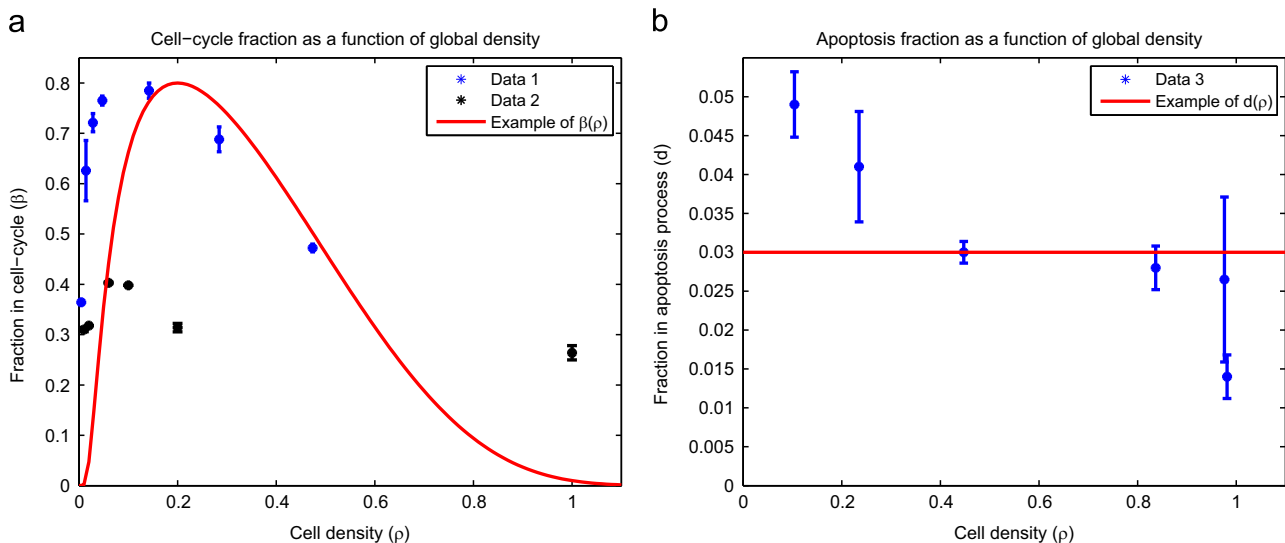 a
Cell-cycle fraction as a function of global density
Data 1
Data 2
Example of β(ρ)
Fraction in cell-cycle (β)
0.8
0.7
0.6
0.5
0.4
0.3
0.2
0.1
0
0 0.2 0.4 0.6 0.8 1
Cell density (ρ)
b
Apoptosis fraction as a function of global density
Data 3
Example of d(ρ)
Fraction in apoptosis process (d)
0.05
0.045
0.04
0.035
0.03
0.025
0.02
0.015
0.01
0.005
0
0 0.2 0.4 0.6 0.8 1
Cell density (ρ)